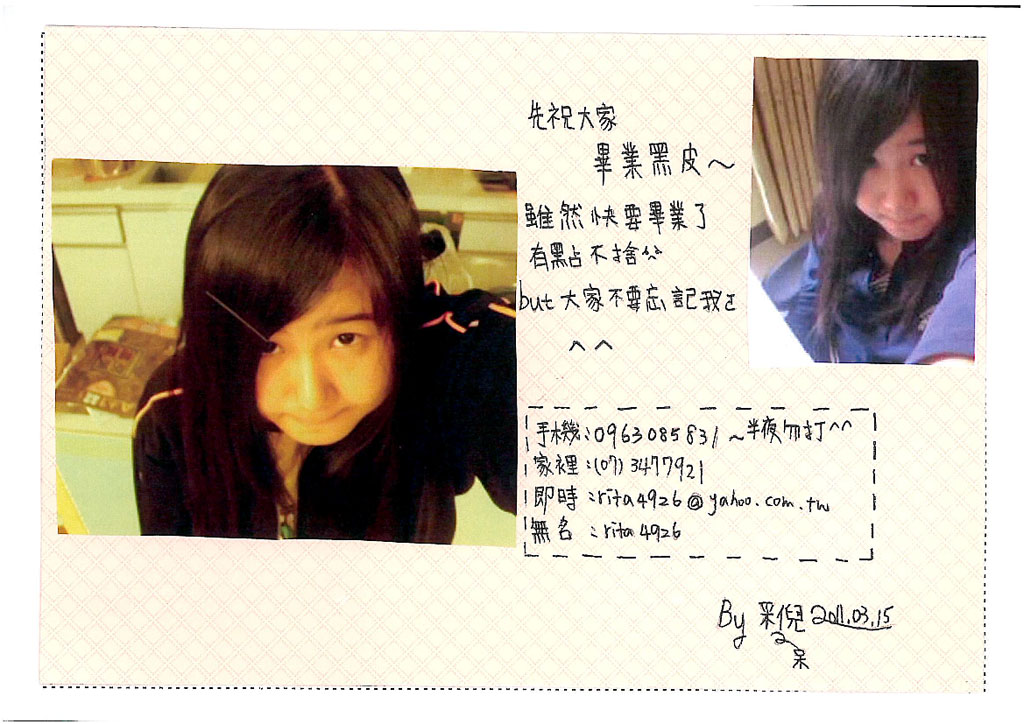 先祝大家
畢業黑皮～
雖然快要畢業了
有點不捨^^
but 大家不要忘記我ㄛ
^^
手機：0963085831～半夜勿打^^
家裡：(07) 3477921
即時：rita4926@yahoo.com.tw
無名：rita4926
By 采倪 2011.03.15
呆